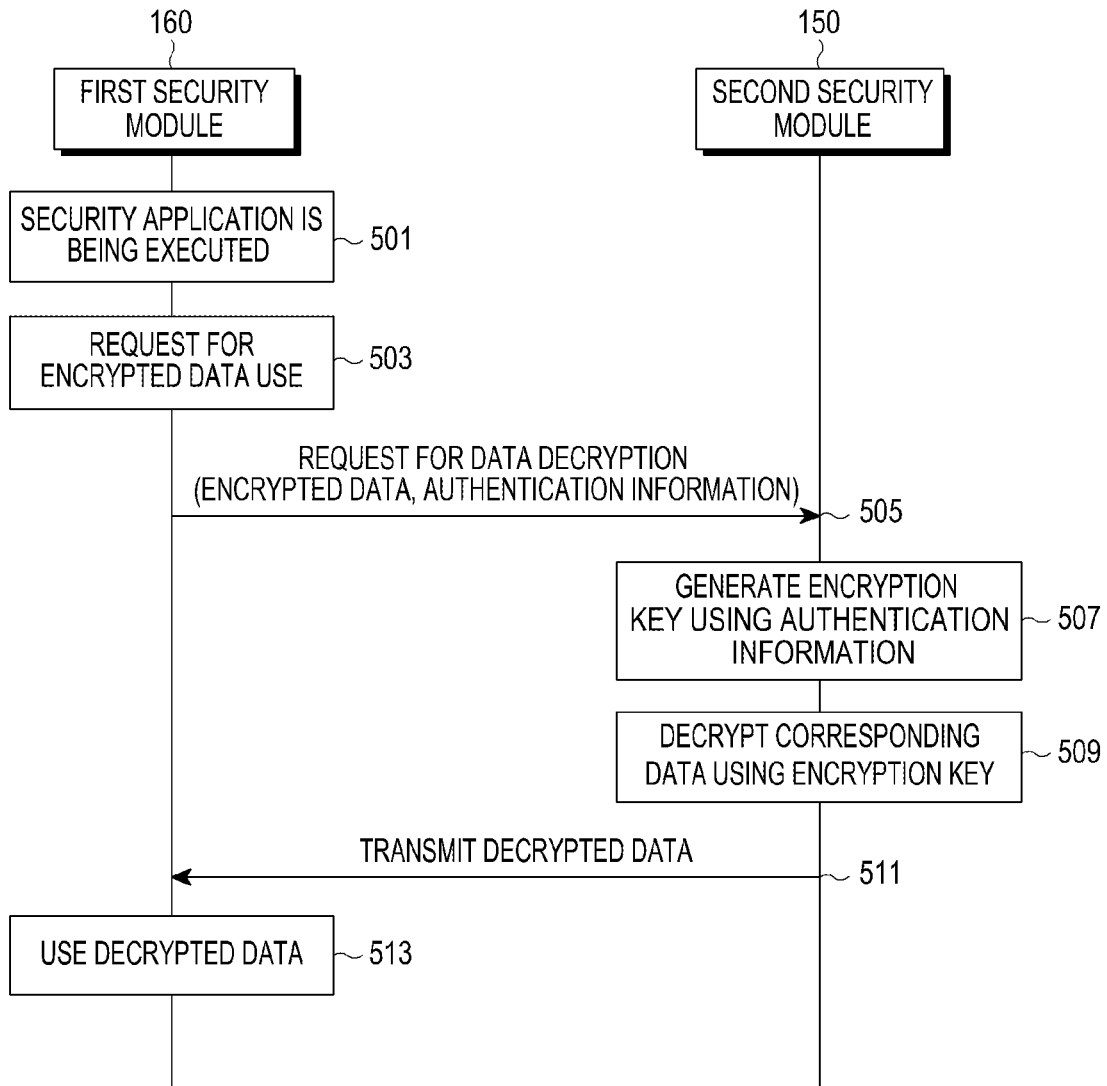 160
150
FIRST SECURITY
MODULE
SECOND SECURITY
MODULE
SECURITY APPLICATION IS
BEING EXECUTED
501
REQUEST FOR
ENCRYPTED DATA USE
503
REQUEST FOR DATA DECRYPTION
(ENCRYPTED DATA, AUTHENTICATION INFORMATION)
505
GENERATE ENCRYPTION
KEY USING AUTHENTICATION
INFORMATION
507
DECRYPT CORRESPONDING
DATA USING ENCRYPTION KEY
509
TRANSMIT DECRYPTED DATA
511
USE DECRYPTED DATA
513